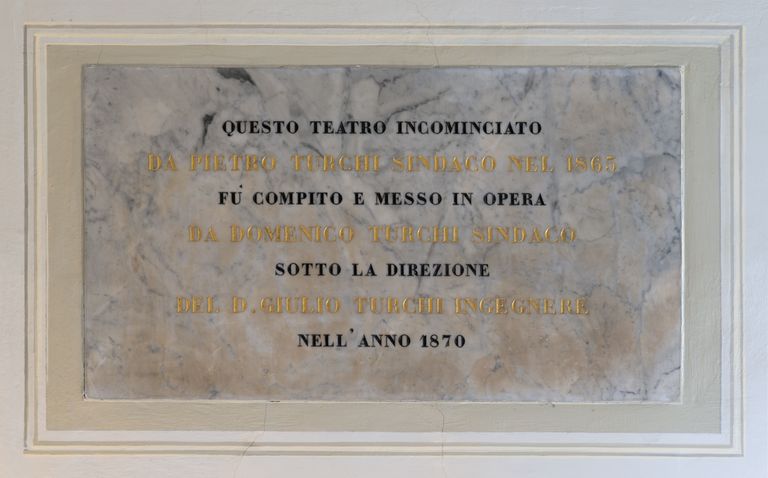 QUESTO TEATRO INCOMINCIATO
DA PIETRO TURCHI SINDACO NEL 1865
FU' COMPITO E MESSO IN OPERA
DA DOMENICO TURCHI SINDACO
SOTTO LA DIREZIONE
DEL D. GIULIO TURCHI INGEGNERE
NELL'ANNO 1870